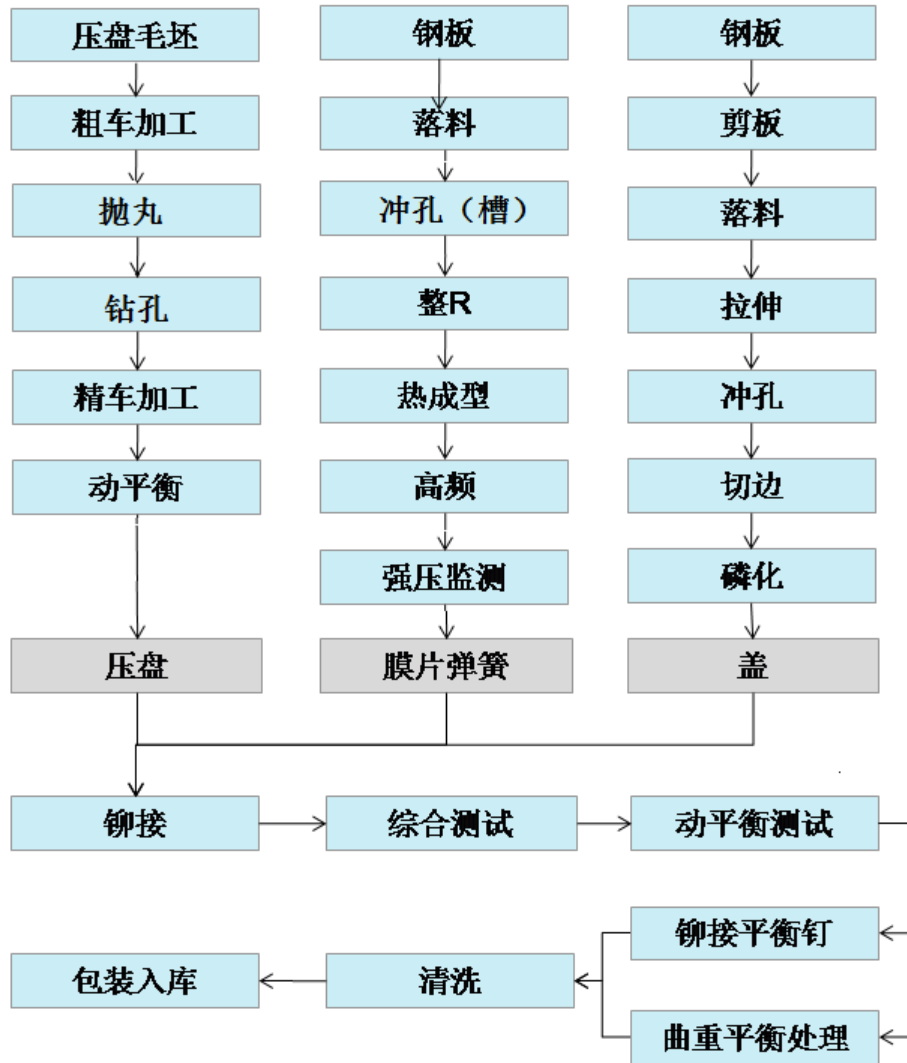 压盘毛坯
钢板
钢板
粗车加工
落料
剪板
抛丸
冲孔（槽）
落料
钻孔
整R
拉伸
精车加工
热成型
冲孔
动平衡
高频
切边
强压监测
磷化
压盘
膜片弹簧
盖
铆接
综合测试
动平衡测试
铆接平衡钉
包装入库
清洗
曲重平衡处理